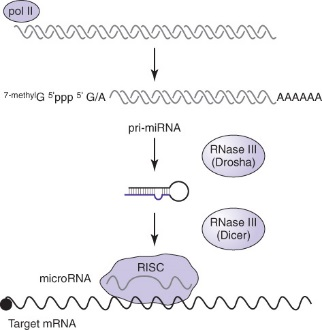 pol II
7-methylG 5'ppp 5' G/A AAAAAA
pri-miRNA
RNase III
(Drosha)
RNase III
(Dicer)
RISC
microRNA
Target mRNA